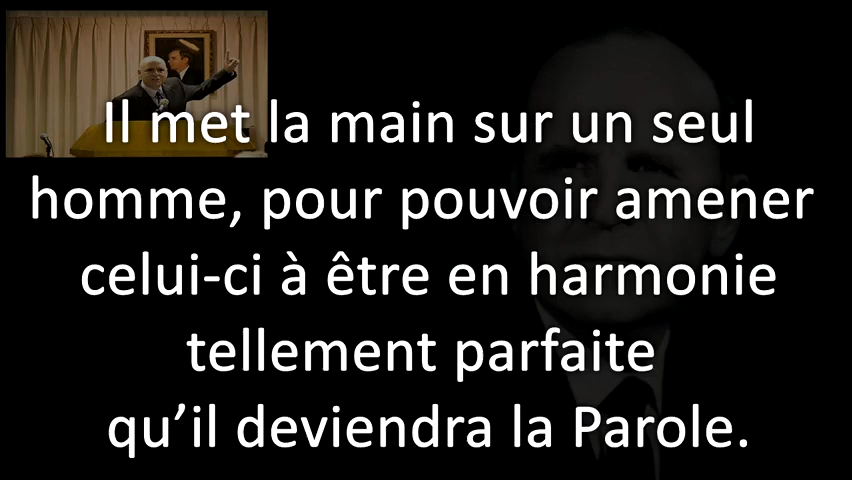 Il met la main sur un seul
homme, pour pouvoir amener
celui-ci à être en harmonie
tellement parfaite
qu’il deviendra la Parole.